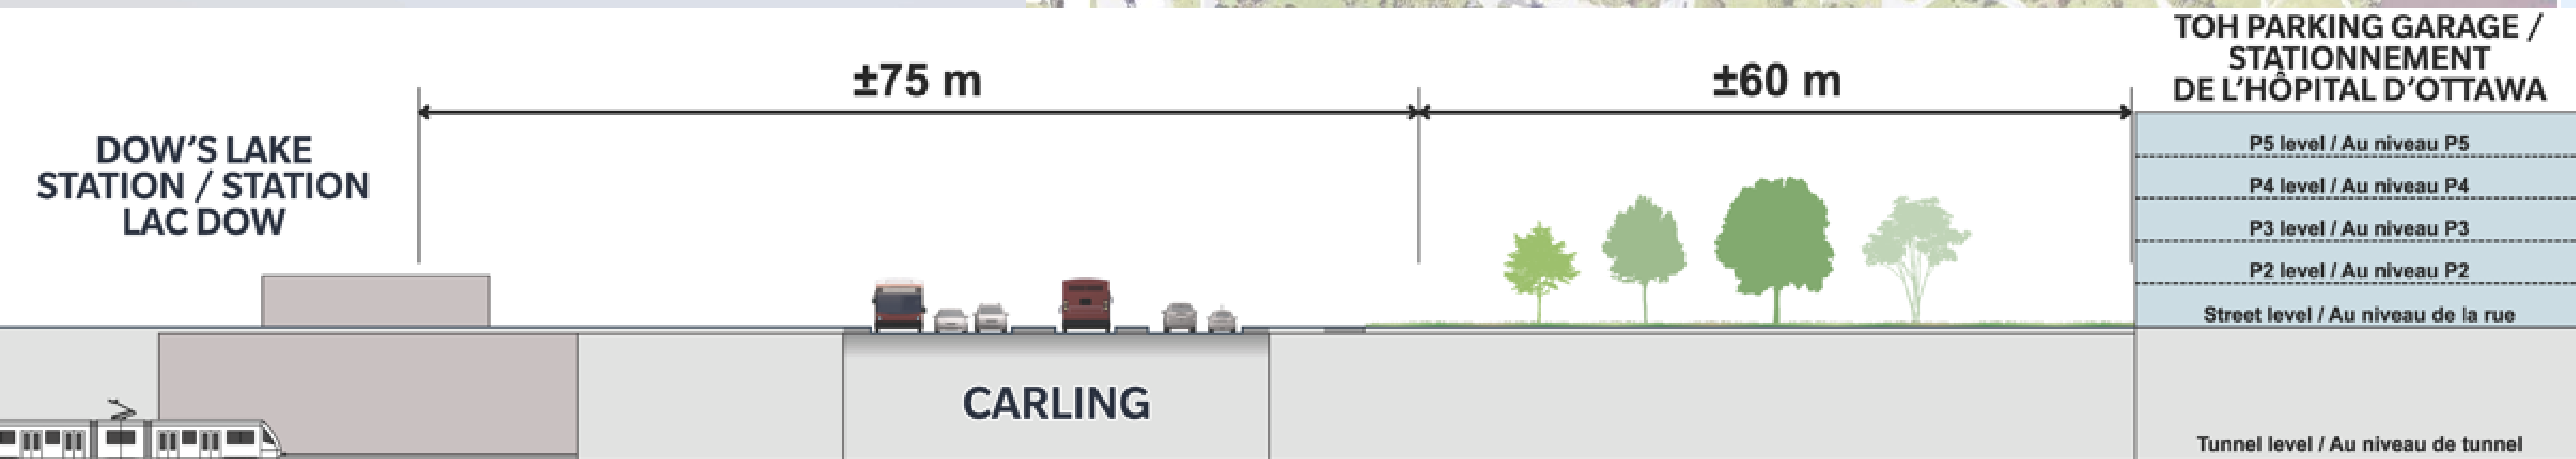 DOW'S LAKE
STATION / STATION
LAC DOW
±75 m
±60 m
CARLING
TOH PARKING GARAGE /
STATIONNEMENT
DE L'HÔPITAL D'OTTAWA
P5 level / Au niveau P5
P4 level / Au niveau P4
P3 level / Au niveau P3
P2 level / Au niveau P2
Street level / Au niveau de la rue
Tunnel level / Au niveau de tunnel